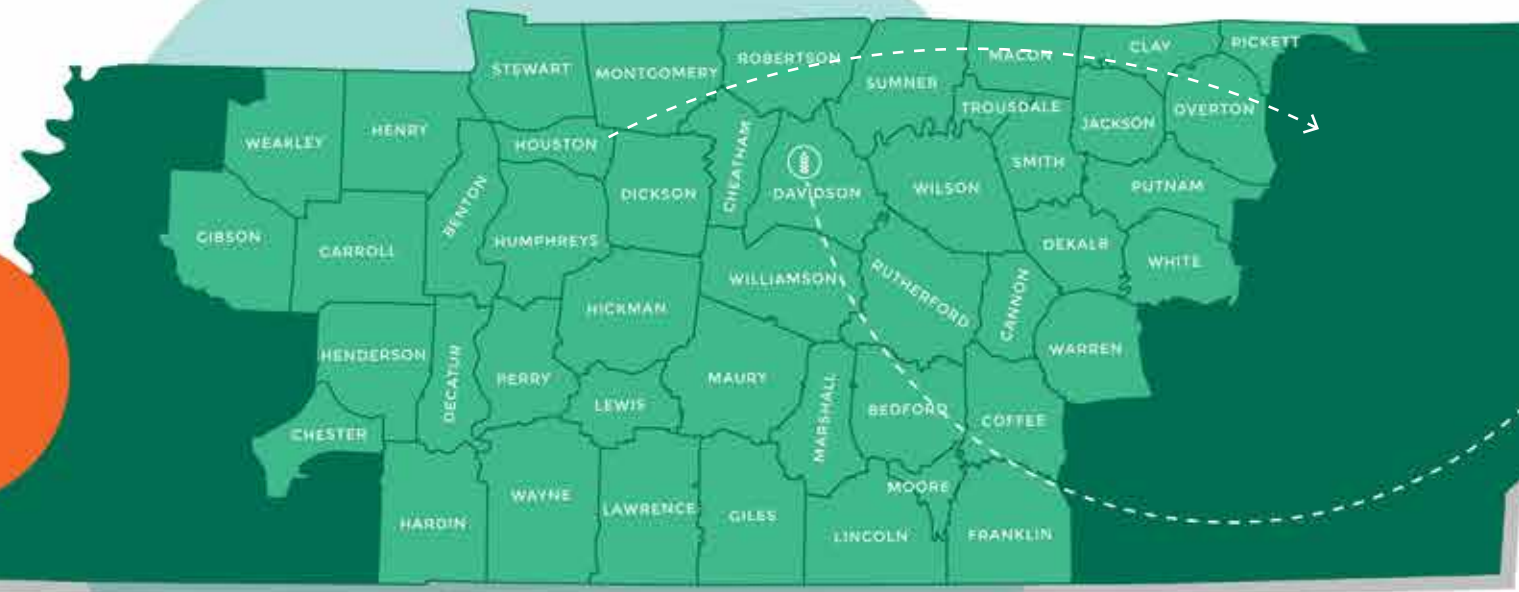 STEWART
MONTGOMERY
ROBERTSON
SUMNER
MACON
CLAY
PICKETT
WEAKLEY
HENRY
HOUSTON
CHEATHAM
TROUSDALE
JACKSON
OVERTON
BENTON
DICKSON
DAVIDSON
WILSON
SMITH
PUTNAM
GIBSON
CARROLL
HUMPHREYS
WILLIAMSON
RUTHERFORD
CANNON
DEKALB
WHITE
HICKMAN
HENDERSON
DECATUR
PERRY
LEWIS
MAURY
MARSHALL
BEDFORD
COFFEE
WARREN
CHESTER
HARDIN
WAYNE
LAWRENCE
GILES
LINCOLN
MOORE
FRANKLIN